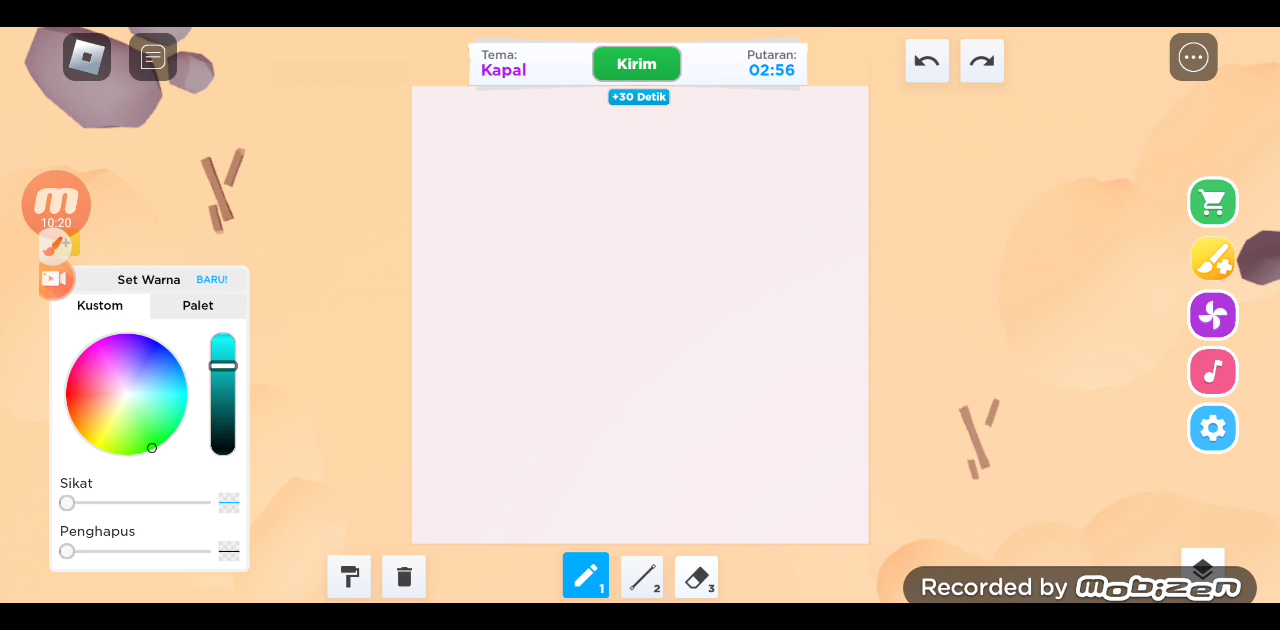 Tema:
Kapal
Kirim
Putaran:
02:56
+30 Detik
10:20
Set Warna BARU!
Kustom Palet
Sikat
Penghapus
1
2
3
Recorded by mobizen